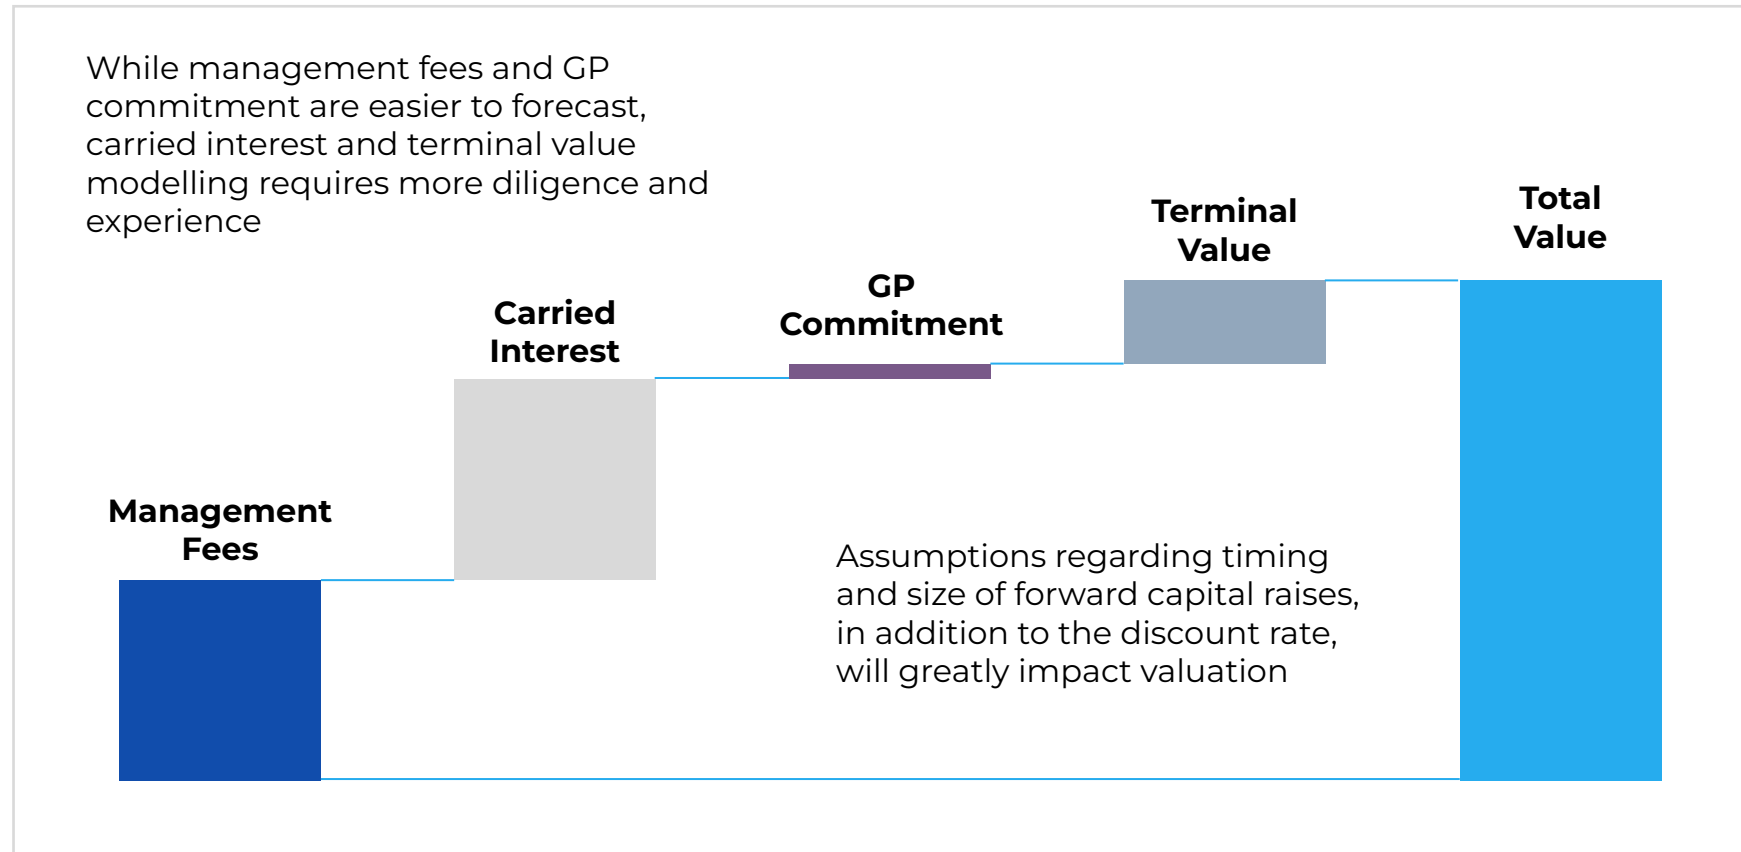 While management fees and GP
commitment are easier to forecast,
carried interest and terminal value
modelling requires more diligence and
experience
Management
Fees
Carried
Interest
GP
Commitment
Terminal
Value
Total
Value
Assumptions regarding timing
and size of forward capital raises,
in addition to the discount rate,
will greatly impact valuation